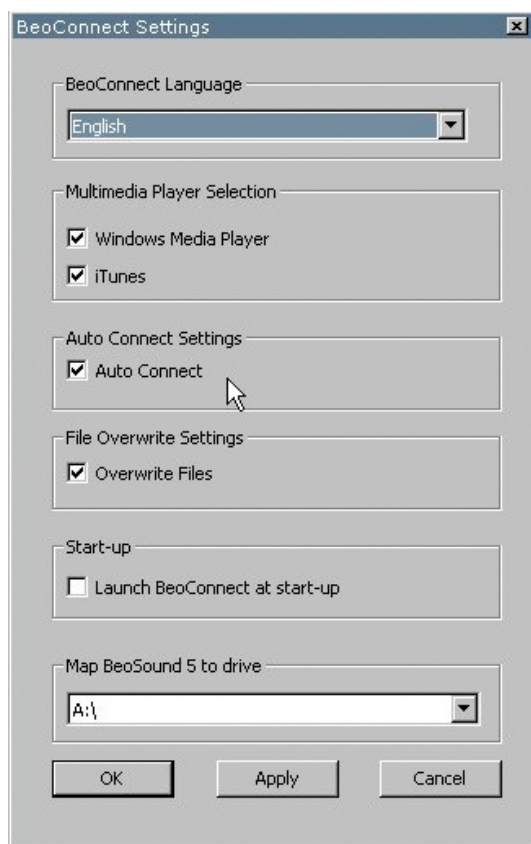 BeoConnect Settings
BeoConnect Language
English
Multimedia Player Selection
Windows Media Player
iTunes
Auto Connect Settings
Auto Connect
File Overwrite Settings
Overwrite Files
Start-up
Launch BeoConnect at start-up
Map BeoSound 5 to drive
A:\
OK Apply Cancel